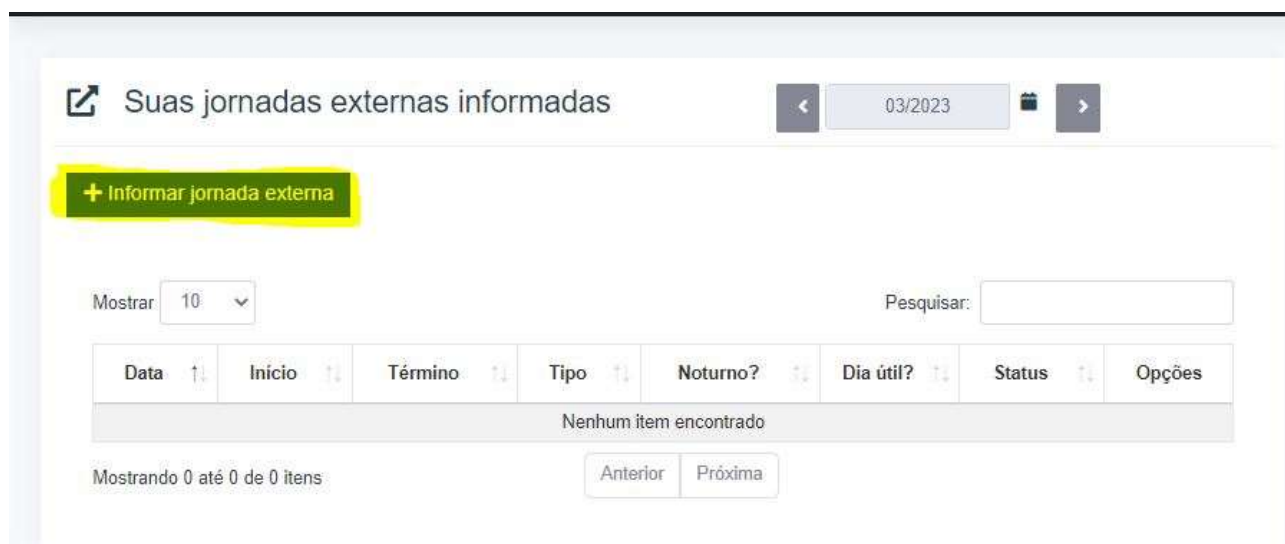 Suas jornadas externas informadas
03/2023
+ Informar jornada externa
Mostrar 10
Pesquisar:
Data Início Término Tipo Noturno? Dia útil? Status Opções
Nenhum item encontrado
Mostrando 0 até 0 de 0 itens
Anterior Próxima